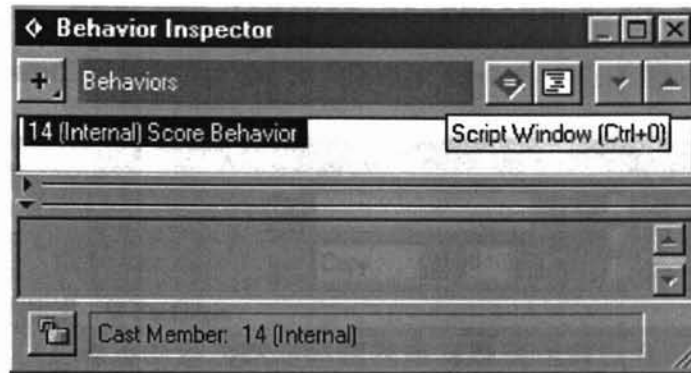 Behavior Inspector
Behaviors
14 (Internal) Score Behavior
Script Window (Ctrl+0)
Cast Member: 14 (Internal)